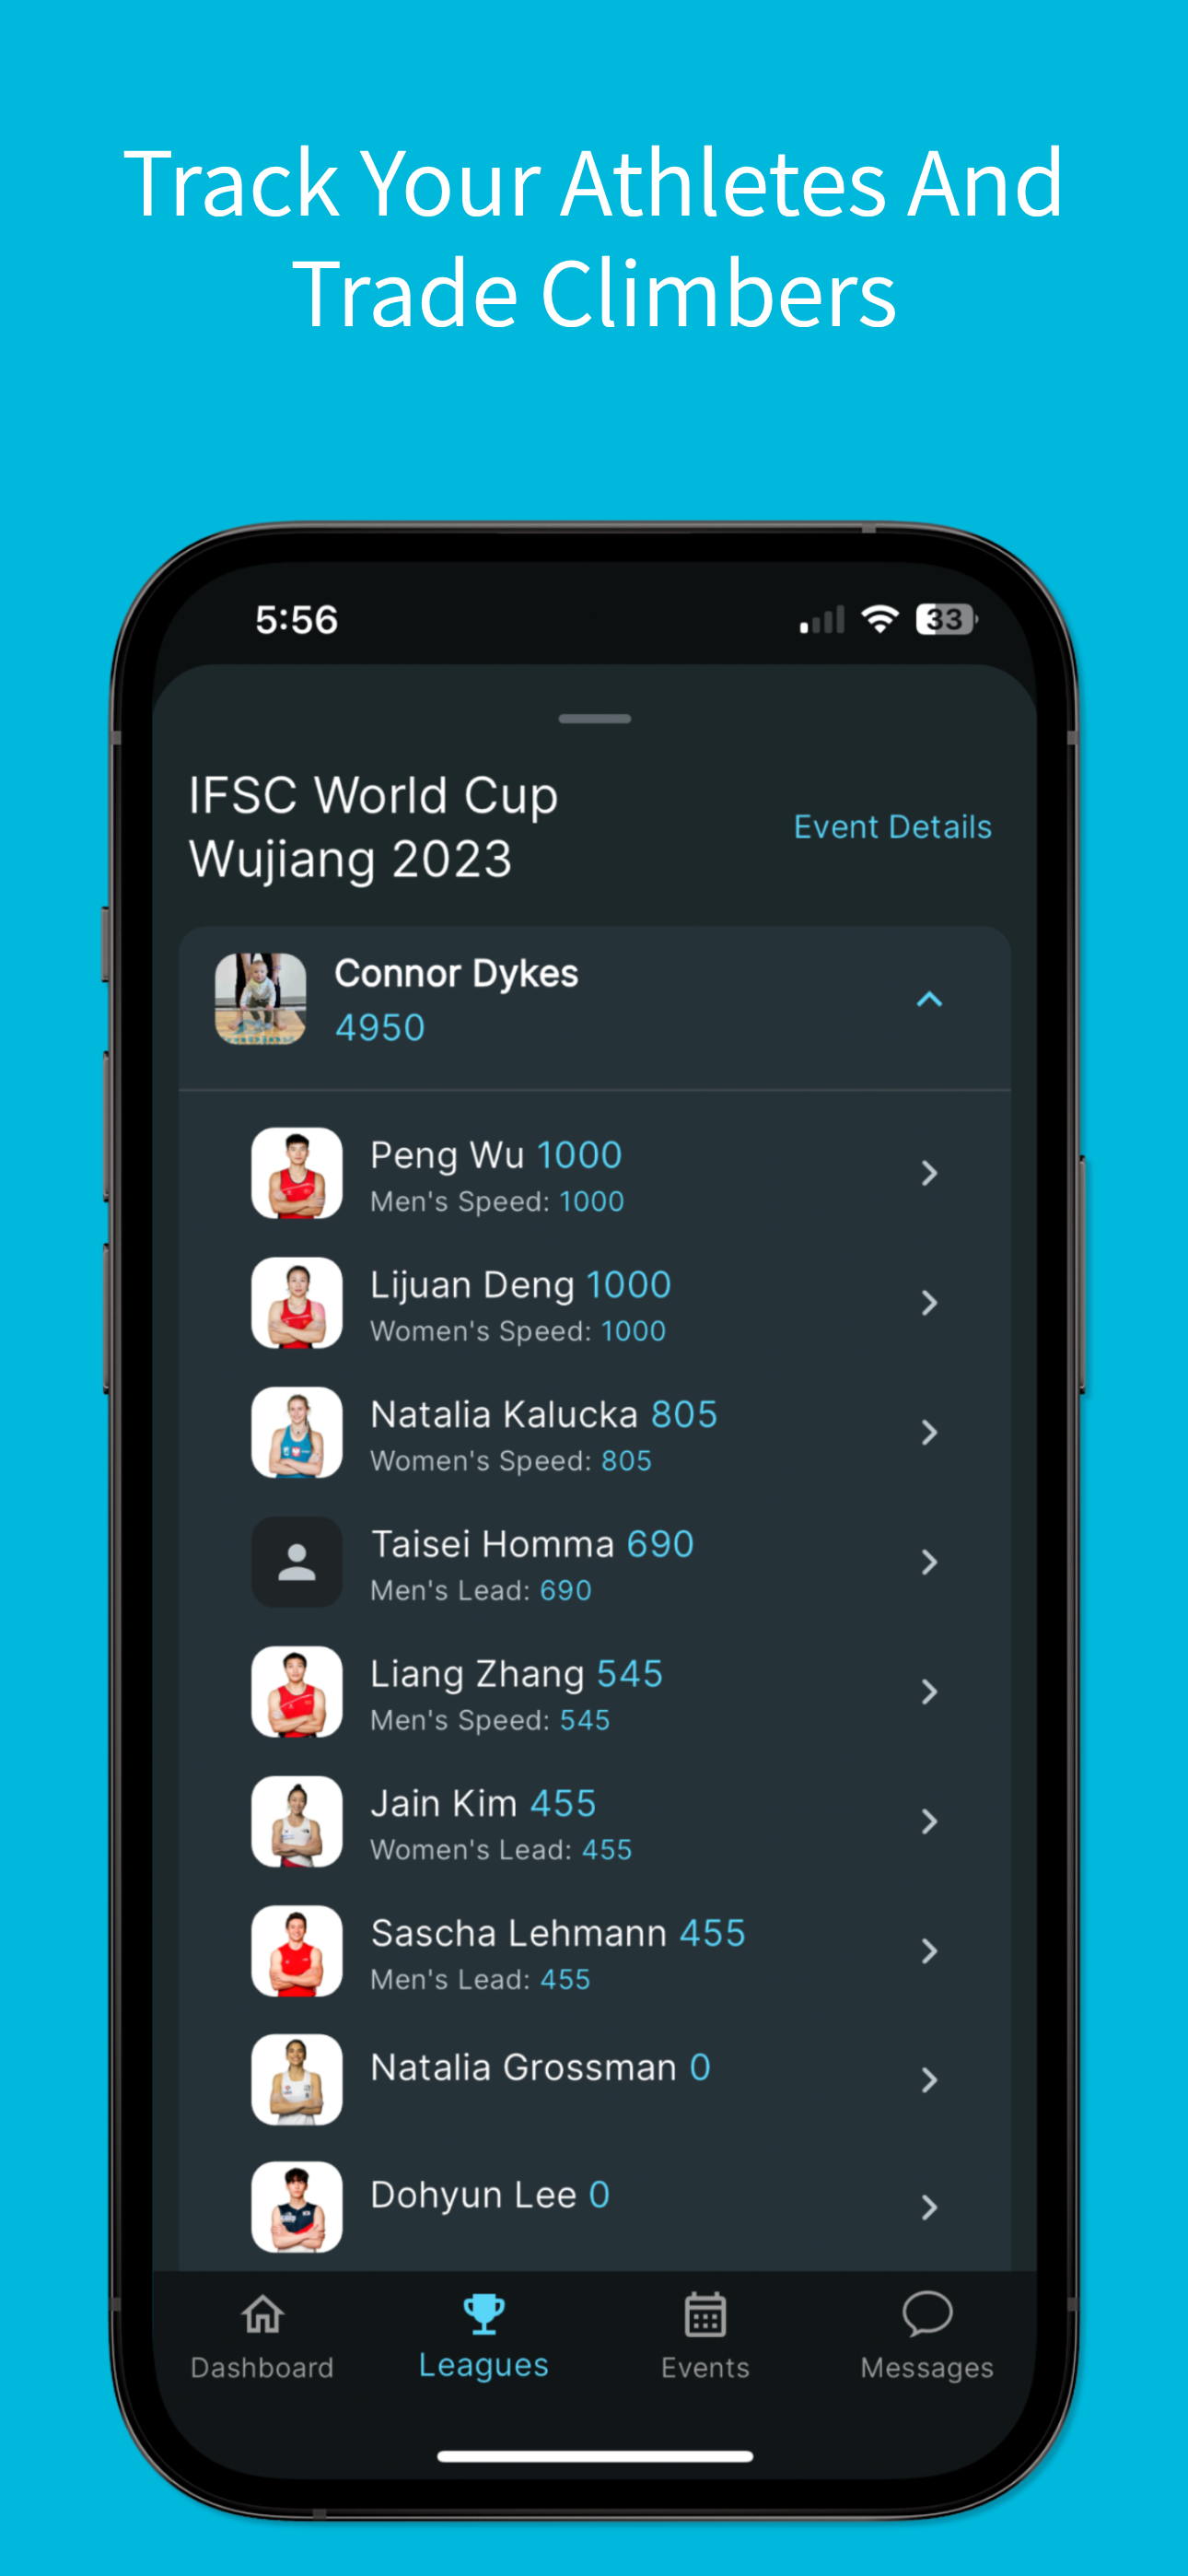 Track Your Athletes And
Trade Climbers
5:56
33
IFSC World Cup
Wujiang 2023
Event Details
Connor Dykes
4950
Peng Wu 1000
Men's Speed: 1000
Lijuan Deng 1000
Women's Speed: 1000
Natalia Kalucka 805
Women's Speed: 805
Taisei Homma 690
Men's Lead: 690
Liang Zhang 545
Men's Speed: 545
Jain Kim 455
Women's Lead: 455
Sascha Lehmann 455
Men's Lead: 455
Natalia Grossman 0
Dohyun Lee 0
Dashboard
Leagues
Events
Messages